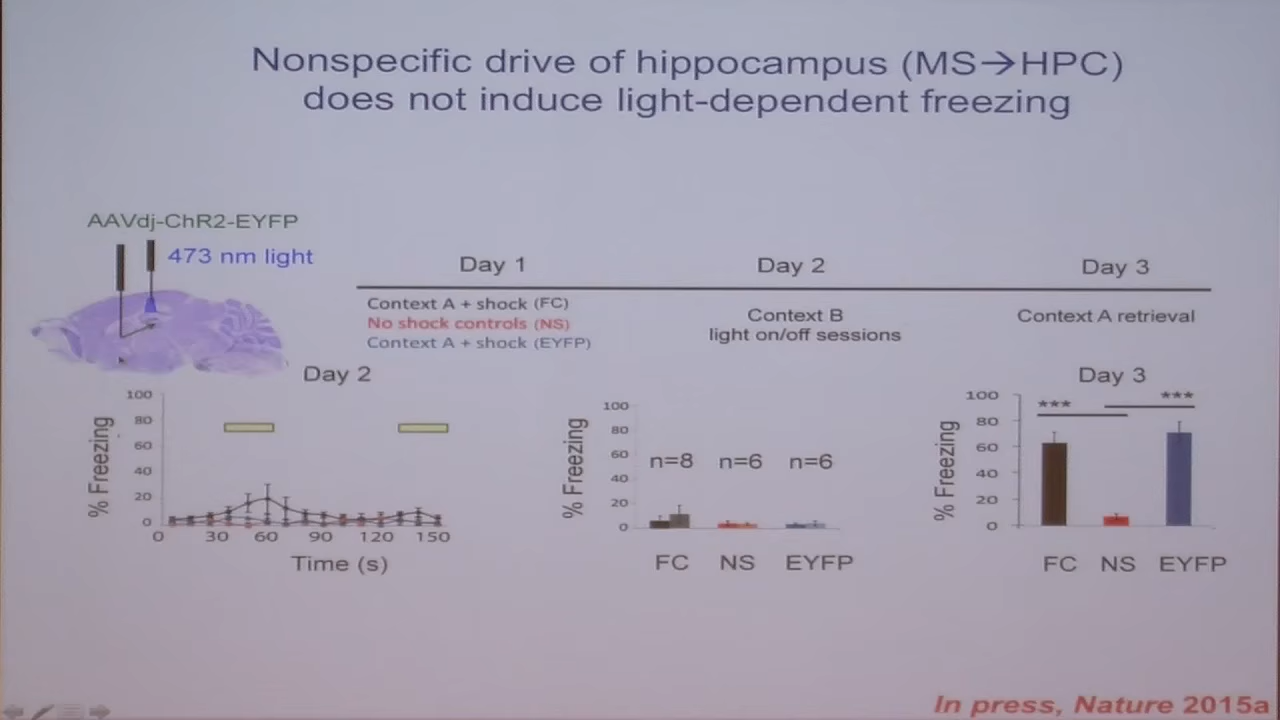 Nonspecific drive of hippocampus (MS→HPC)
does not induce light-dependent freezing
AAVdj-ChR2-EYFP
473 nm light
Day 1
Day 2
Day 3
Context A + shock (FC)
No shock controls (NS)
Context A + shock (EYFP)
Context B
light on/off sessions
Context A retrieval
Day 2
% Freezing
100
80
60
40
20
0
0 30 60 90 120 150
Time (s)
% Freezing
100
80
60
40
20
0
n=8 n=6 n=6
FC NS EYFP
Day 3
% Freezing
100
80
60
40
20
0
*** ***
FC NS EYFP
In press, Nature 2015a